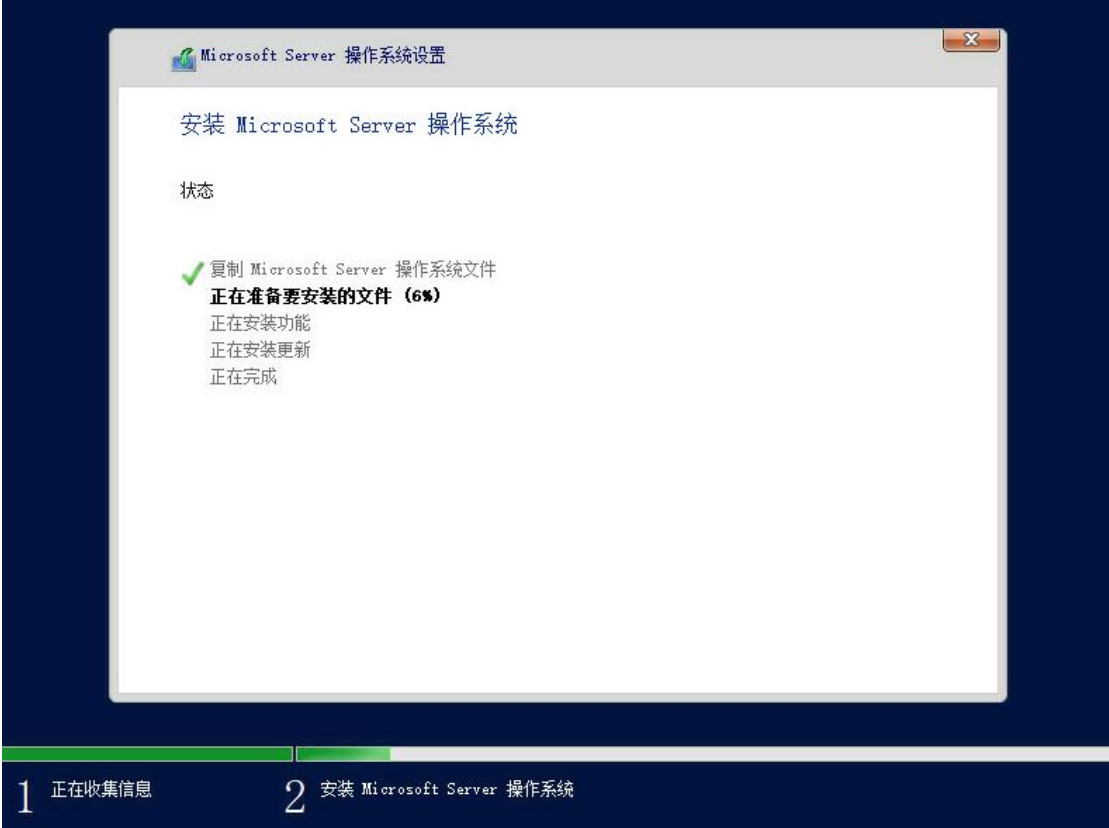 Microsoft Server 操作系统设置
安装 Microsoft Server 操作系统
状态
复制 Microsoft Server 操作系统文件
正在准备要安装的文件 (6%)
正在安装功能
正在安装更新
正在完成
1 正在收集信息
2 安装 Microsoft Server 操作系统